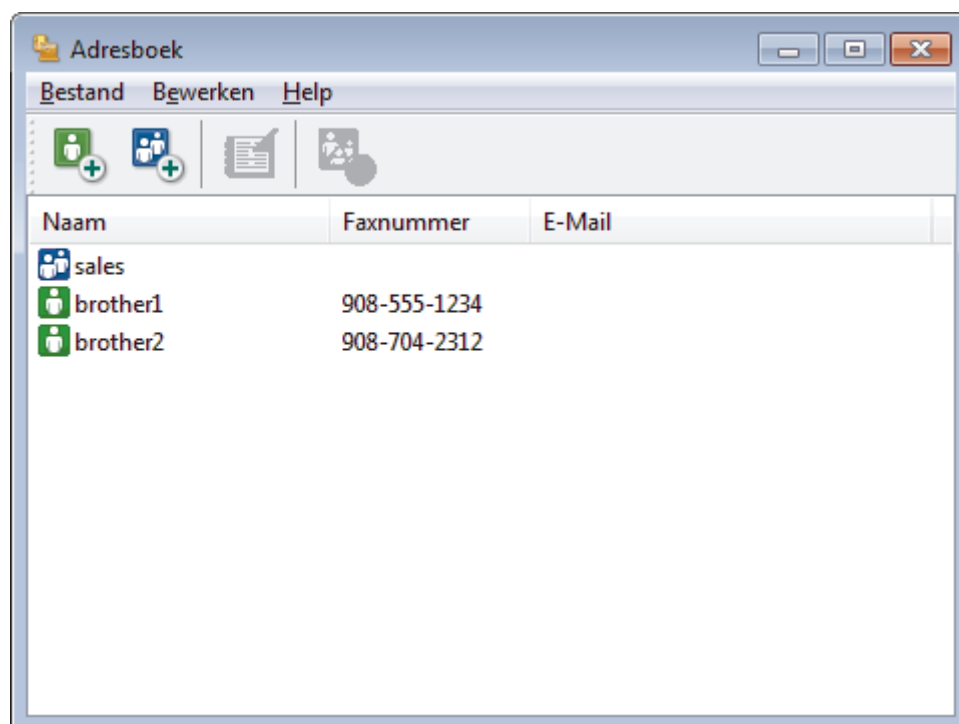 Adresboek
Bestand Bewerken Help
Naam Faxnummer E-Mail
sales
brother1 908-555-1234
brother2 908-704-2312